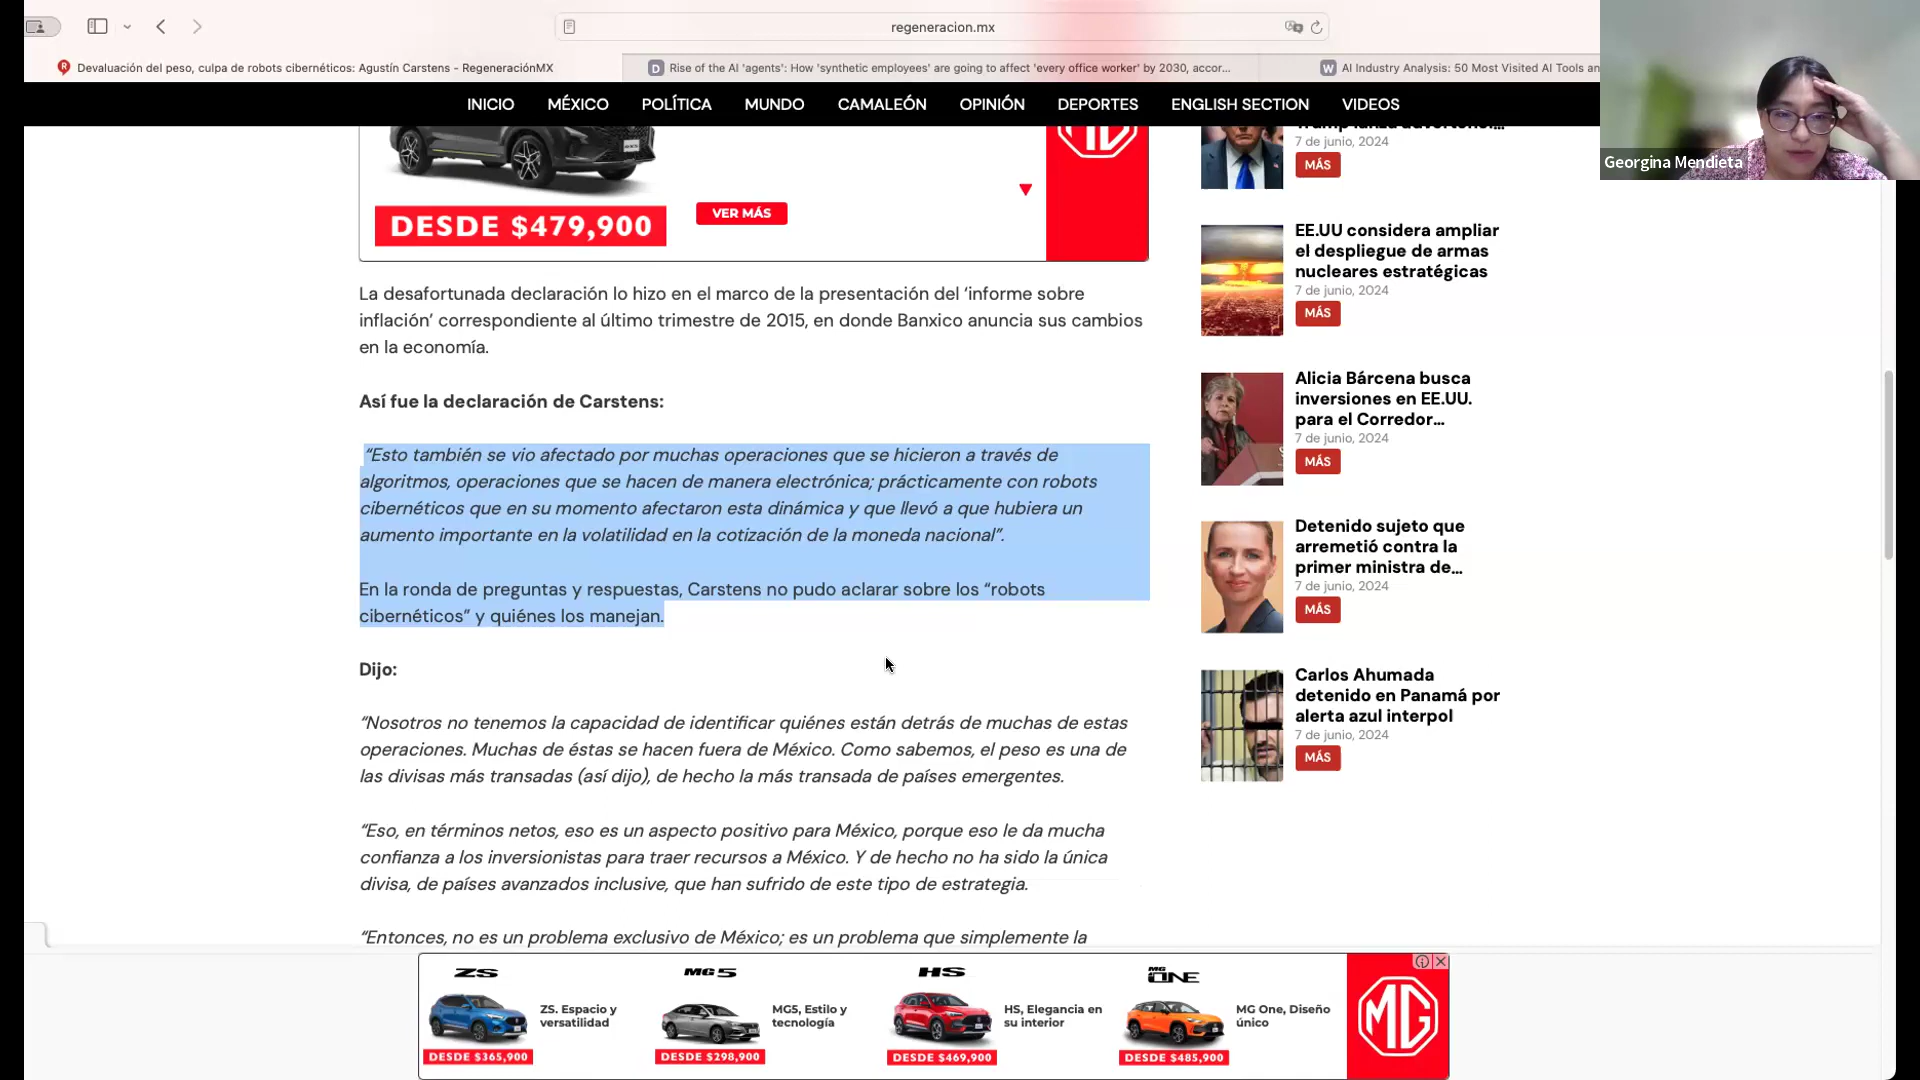 regeneracion.mx
Devaluación del peso, culpa de robots cibernéticos: Agustín Carstens - RegeneraciónMX
Rise of the AI 'agents': How 'synthetic employees' are going to affect 'every office worker' by 2030, accor...
AI Industry Analysis: 50 Most Visited AI Tools an
INICIO MÉXICO POLÍTICA MUNDO CAMALEÓN OPINIÓN DEPORTES ENGLISH SECTION VIDEOS
Georgina Mendieta
DESDE $479,900
VER MÁS
La desafortunada declaración lo hizo en el marco de la presentación del ‘informe sobre
inflación’ correspondiente al último trimestre de 2015, en donde Banxico anuncia sus cambios
en la economía.
Así fue la declaración de Carstens:
“Esto también se vio afectado por muchas operaciones que se hicieron a través de
algoritmos, operaciones que se hacen de manera electrónica; prácticamente con robots
cibernéticos que en su momento afectaron esta dinámica y que llevó a que hubiera un
aumento importante en la volatilidad en la cotización de la moneda nacional”.
En la ronda de preguntas y respuestas, Carstens no pudo aclarar sobre los “robots
cibernéticos” y quiénes los manejan.
Dijo:
“Nosotros no tenemos la capacidad de identificar quiénes están detrás de muchas de estas
operaciones. Muchas de éstas se hacen fuera de México. Como sabemos, el peso es una de
las divisas más transadas (así dijo), de hecho la más transada de países emergentes.
“Eso, en términos netos, eso es un aspecto positivo para México, porque eso le da mucha
confianza a los inversionistas para traer recursos a México. Y de hecho no ha sido la única
divisa, de países avanzados inclusive, que han sufrido de este tipo de estrategia.
“Entonces, no es un problema exclusivo de México; es un problema que simplemente la
7 de junio, 2024
MÁS
EE.UU considera ampliar
el despliegue de armas
nucleares estratégicas
7 de junio, 2024
MÁS
Alicia Bárcena busca
inversiones en EE.UU.
para el Corredor...
7 de junio, 2024
MÁS
Detenido sujeto que
arremetió contra la
primer ministra de...
7 de junio, 2024
MÁS
Carlos Ahumada
detenido en Panamá por
alerta azul interpol
7 de junio, 2024
MÁS
ZS
ZS. Espacio y
versatilidad
DESDE $365,900
MG5
MG5, Estilo y
tecnología
DESDE $298,900
HS
HS, Elegancia en
su interior
DESDE $469,900
MG ONE
MG One, Diseño
único
DESDE $485,900
MG